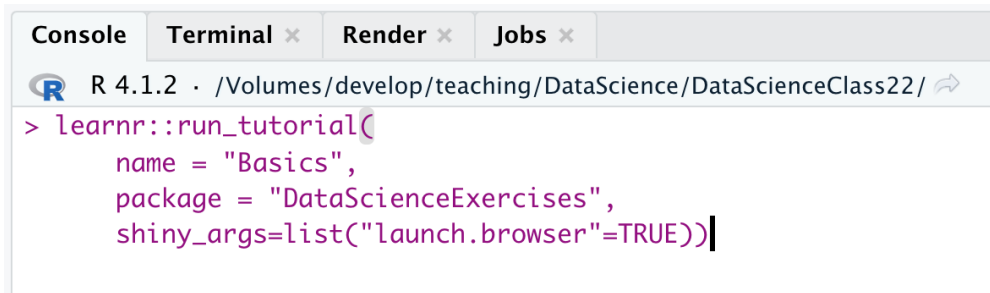 Console Terminal × Render × Jobs ×
R R 4.1.2 · /Volumes/develop/teaching/DataScience/DataScienceClass22/
> learnr::run_tutorial(
name = "Basics",
package = "DataScienceExercises",
shiny_args=list("launch.browser"=TRUE))